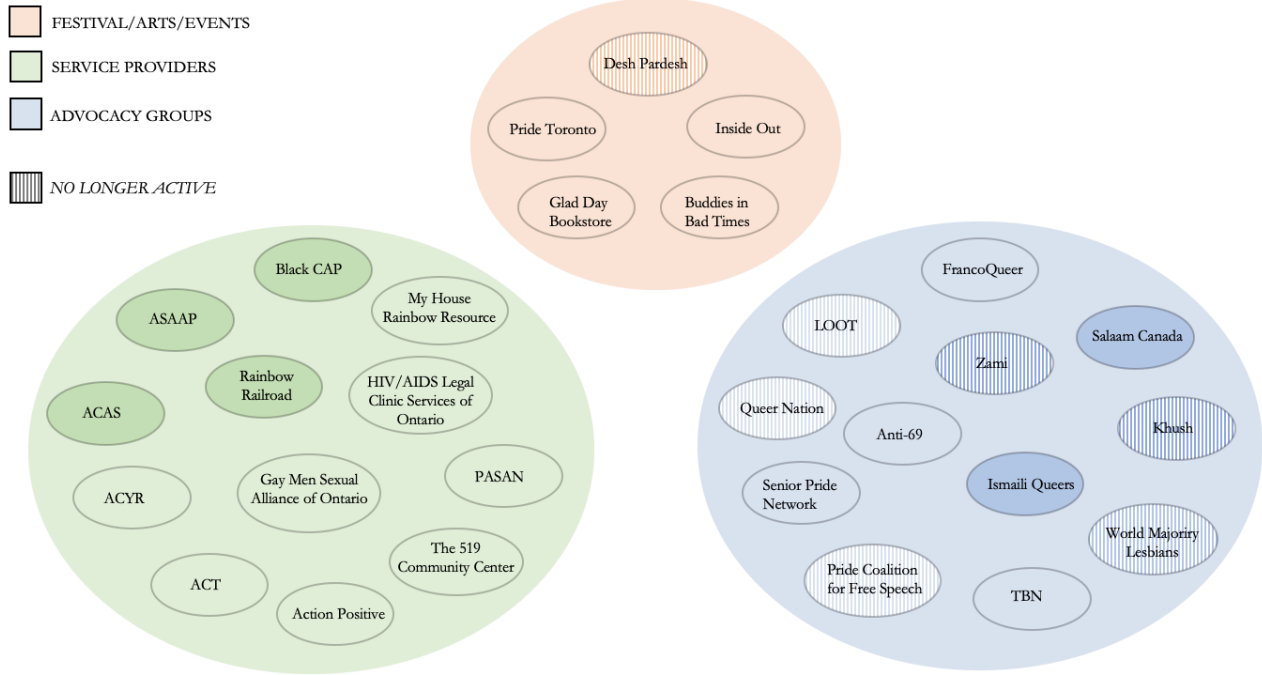 FESTIVAL/ARTS/EVENTS
SERVICE PROVIDERS
ADVOCACY GROUPS
NO LONGER ACTIVE
Desh Pardesh
Pride Toronto
Inside Out
Glad Day
Bookstore
Buddies in
Bad Times
Black CAP
My House
Rainbow Resource
ASAAP
Rainbow
Railroad
HIV/AIDS Legal
Clinic Services of
Ontario
ACAS
Gay Men Sexual
Alliance of Ontario
PASAN
ACYR
The 519
Community Center
ACT
Action Positive
FrancoQueer
LOOT
Salaam Canada
Zami
Queer Nation
Anti-69
Khush
Senior Pride
Network
Ismaili Queers
World Majoriry
Lesbians
Pride Coalition
for Free Speech
TBN